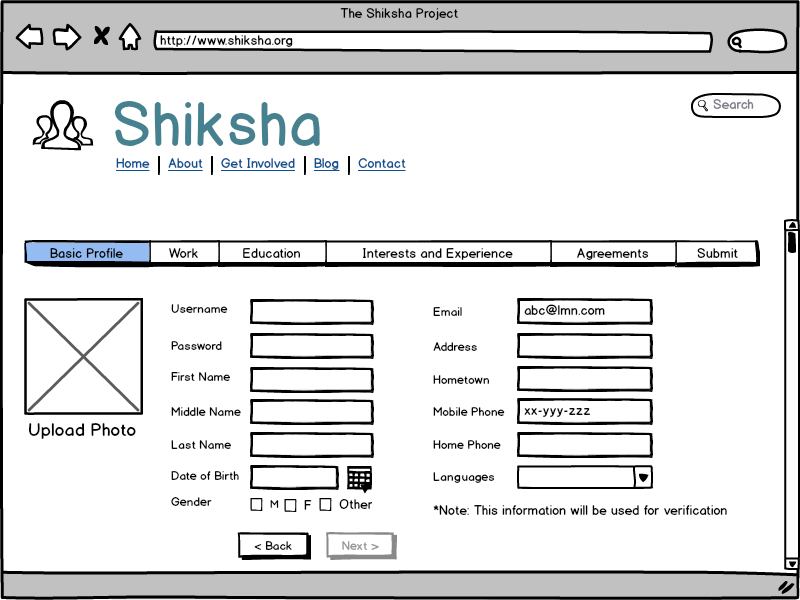 The Shiksha Project
http://www.shiksha.org
Search
Shiksha
Home About Get Involved Blog Contact
Basic Profile Work Education Interests and Experience Agreements Submit
Username
Password
First Name
Middle Name
Last Name
Date of Birth
Gender M F Other
Upload Photo
Email abc@lmn.com
Address
Hometown
Mobile Phone xx-yyy-zzz
Home Phone
Languages
*Note: This information will be used for verification
< Back Next >